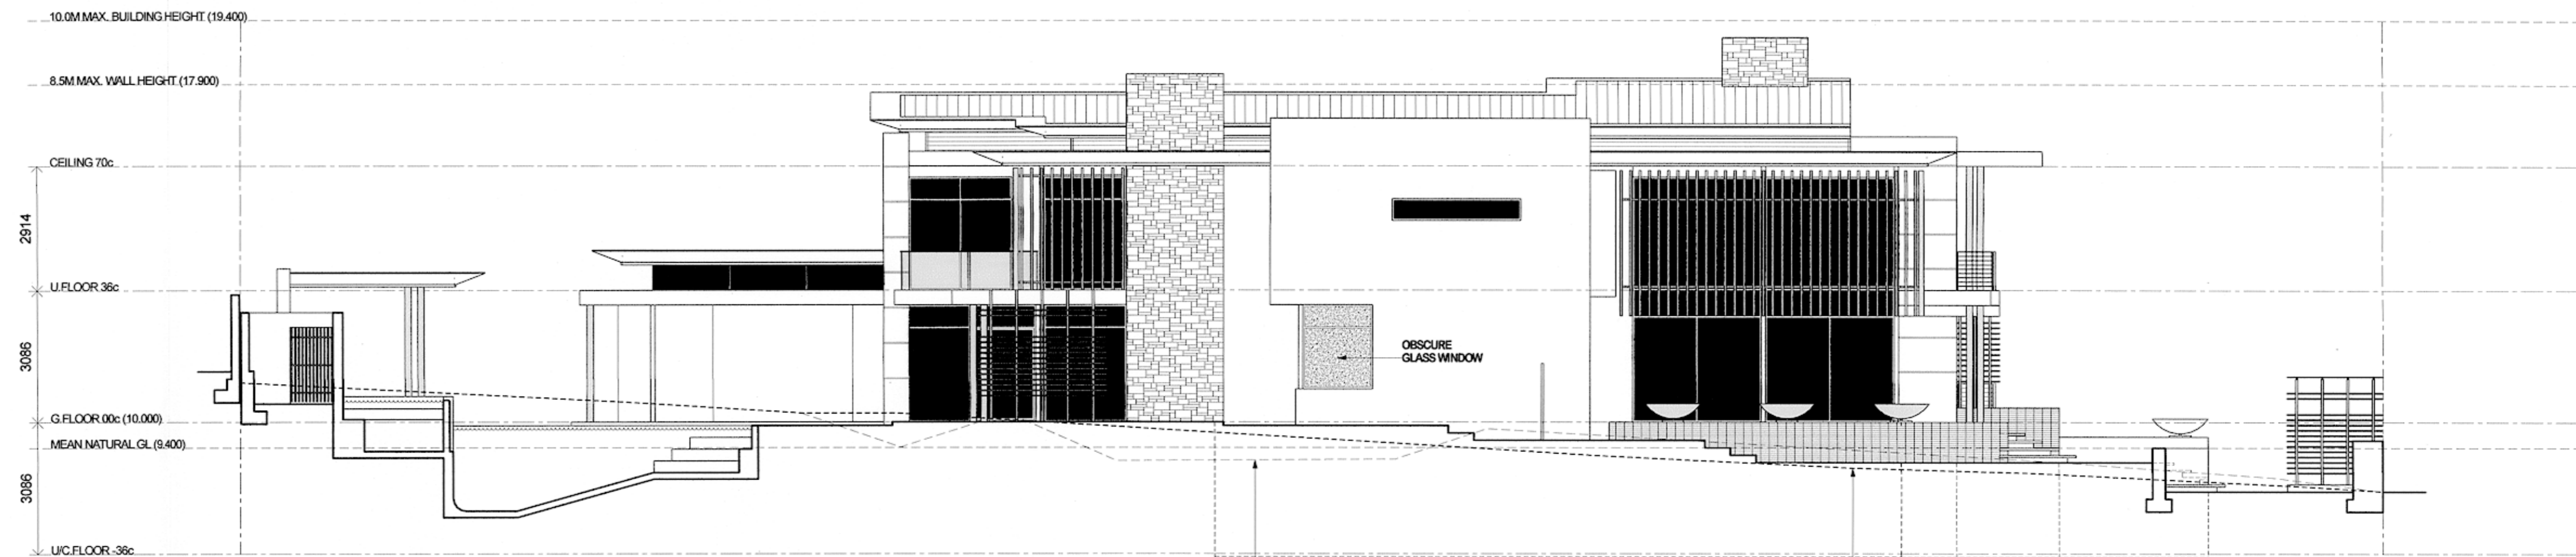 10.0M MAX. BUILDING HEIGHT (19.400)
8.5M MAX. WALL HEIGHT (17.900)
CEILING 70c
2914
U.FLOOR 36c
3086
OBSCURE
GLASS WINDOW
G.FLOOR 00c (10.000)
MEAN NATURAL GL (9.400)
3086
U/C.FLOOR -36c